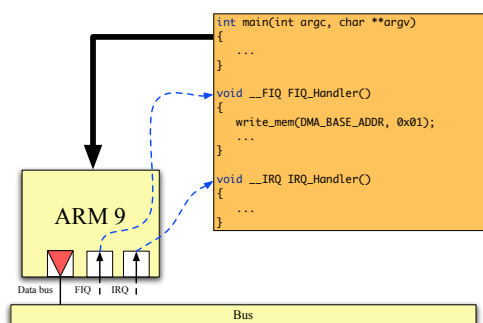 int main(int argc, char **argv)
{
...
}
void __FIQ FIQ_Handler()
{
write_mem(DMA_BASE_ADDR, 0x01);
...
}
void __IRQ IRQ_Handler()
{
...
}
ARM 9
Data bus
FIQ
IRQ
Bus